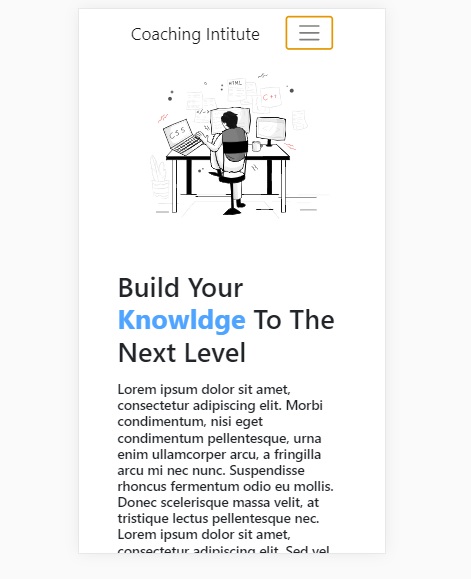 Coaching Intitute
HTML
C++
</>
CSS
Build Your
Knowldge To The
Next Level
Lorem ipsum dolor sit amet,
consectetur adipiscing elit. Morbi
condimentum, nisi eget
condimentum pellentesque, urna
enim ullamcorper arcu, a fringilla
arcu mi nec nunc. Suspendisse
rhoncus fermentum odio eu mollis.
Donec scelerisque massa velit, at
tristique lectus pellentesque nec.
Lorem ipsum dolor sit amet,
consectetur adipiscing elit. Sed vel